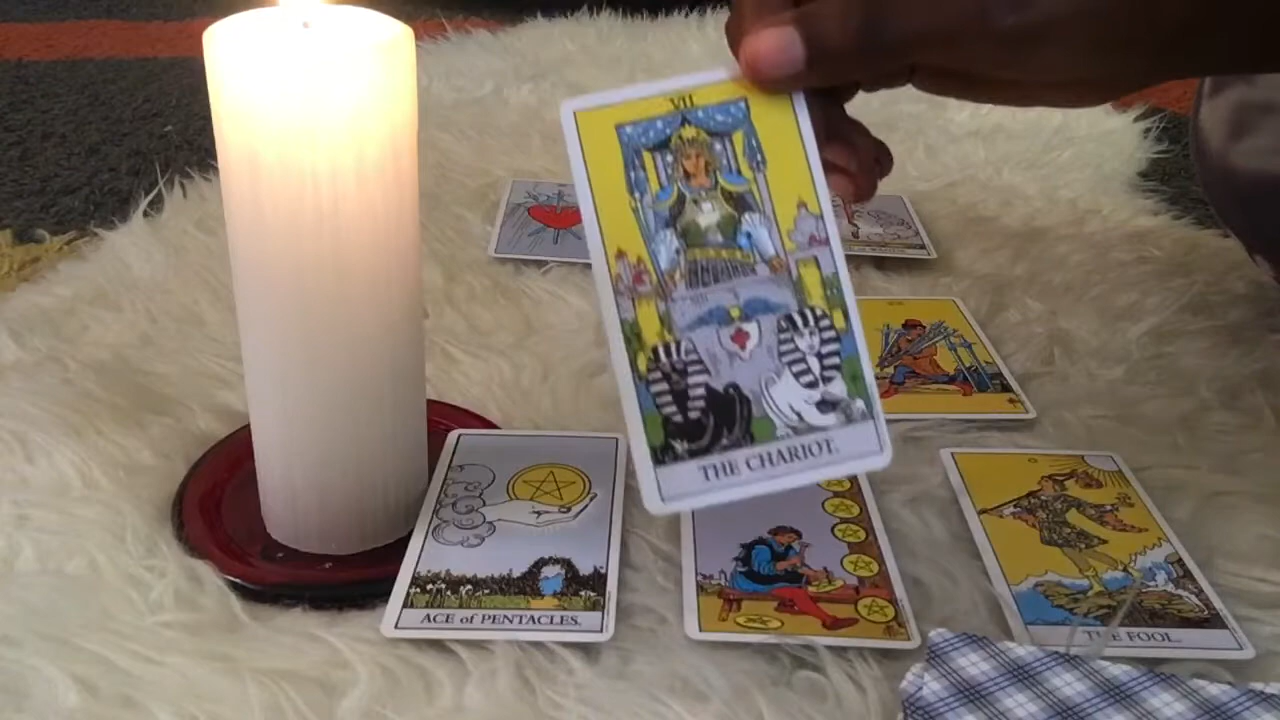 VII
THE CHARIOT.
ACE of PENTACLES.
THE FOOL.